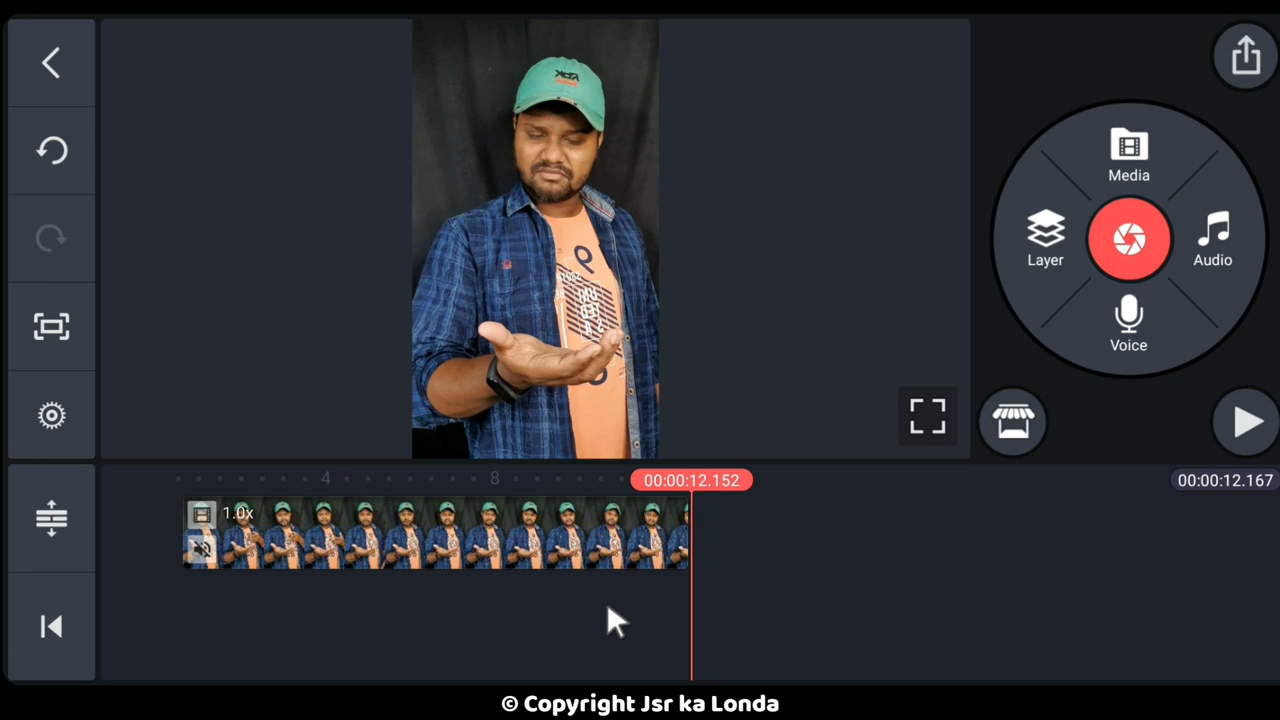 Media
Layer
Audio
Voice
4
8
00:00:12.152
00:00:12.167
1.0x
© Copyright Jsr ka Londa